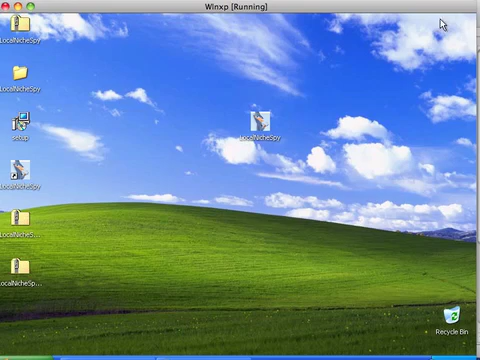 WInxp [Running]
LocalNicheSpy
LocalNicheSpy
LocalNicheSpy
setup
LocalNicheSpy
LocalNicheS...
LocalNicheSp...
Recycle Bin